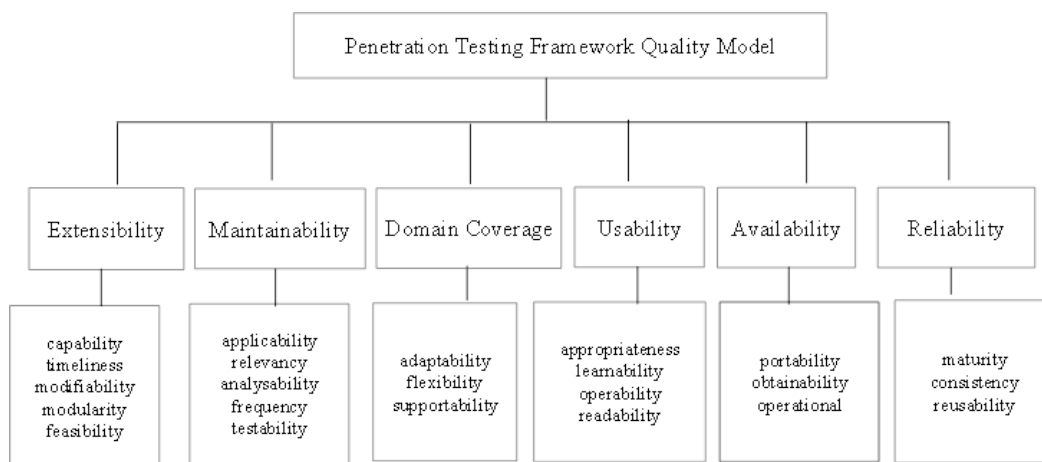 Penetration Testing Framework Quality Model
Extensibility
Maintainability
Domain Coverage
Usability
Availability
Reliability
capability
timeliness
modifiability
modularity
feasibility
applicability
relevancy
analysability
frequency
testability
adaptability
flexibility
supportability
appropriateness
learnability
operability
readability
portability
obtainability
operational
maturity
consistency
reusability